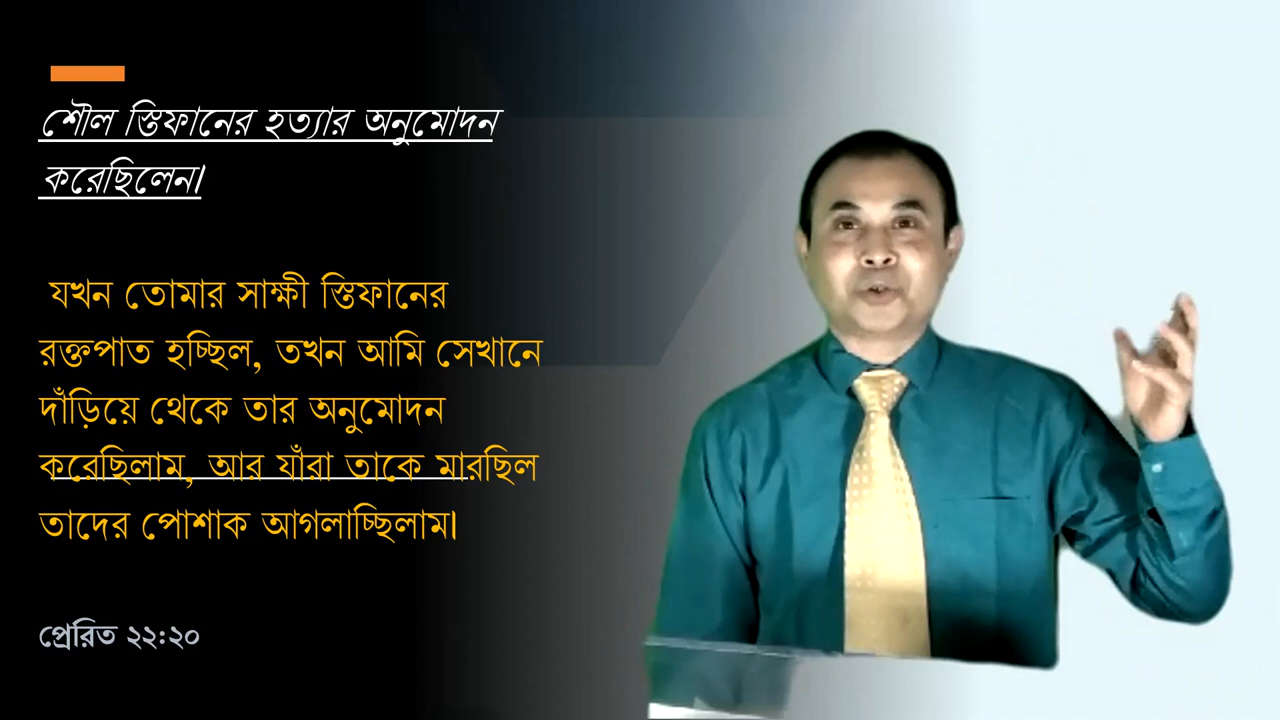 শৌল স্তিফানের হত্যার অনুমোদন
করেছিলেন।
যখন তোমার সাক্ষী স্তিফানের
রক্তপাত হচ্ছিল, তখন আমি সেখানে
দাঁড়িয়ে থেকে তার অনুমোদন
করেছিলাম, আর যাঁরা তাকে মারছিল
তাদের পোশাক আগলাচ্ছিলাম।
প্রেরিত ২২:২০